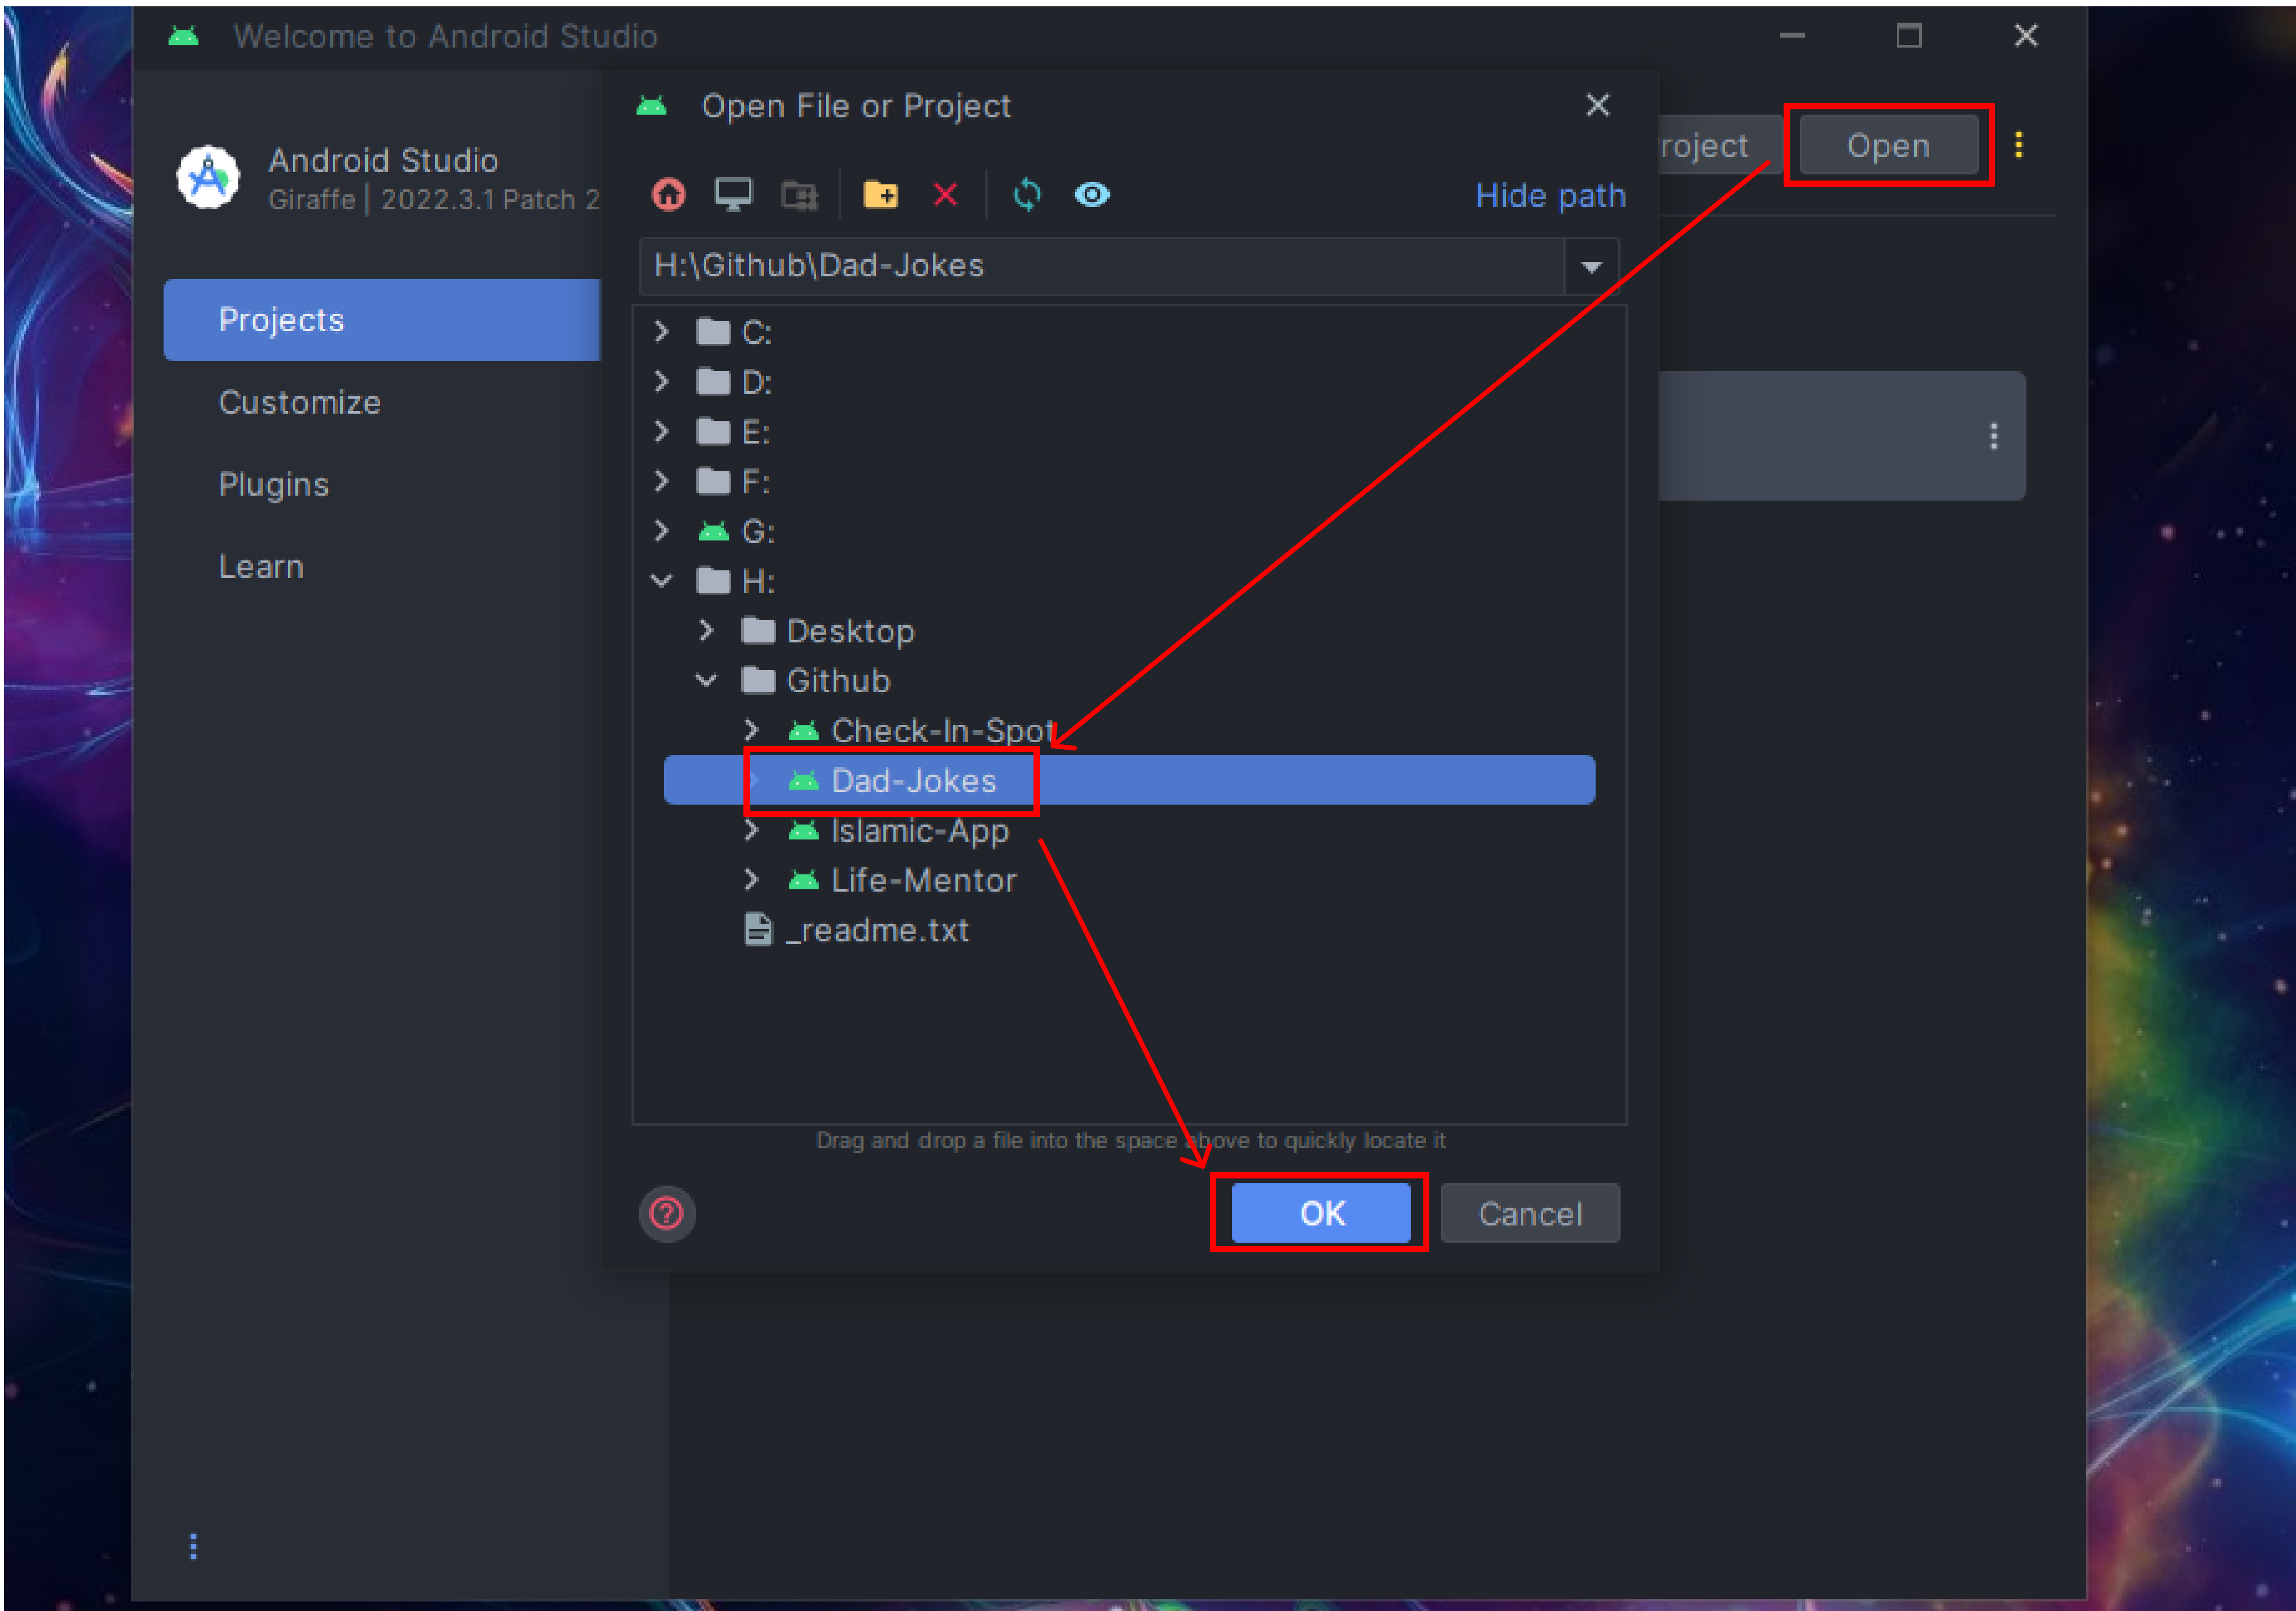 Welcome to Android Studio
Android Studio
Giraffe | 2022.3.1 Patch 2
Projects
Customize
Plugins
Learn
Open File or Project
Hide path
H:\Github\Dad-Jokes
C:
D:
E:
F:
G:
H:
Desktop
Github
Check-In-Spot
Dad-Jokes
Islamic-App
Life-Mentor
_readme.txt
Drag and drop a file into the space above to quickly locate it
OK
Cancel
roject
Open